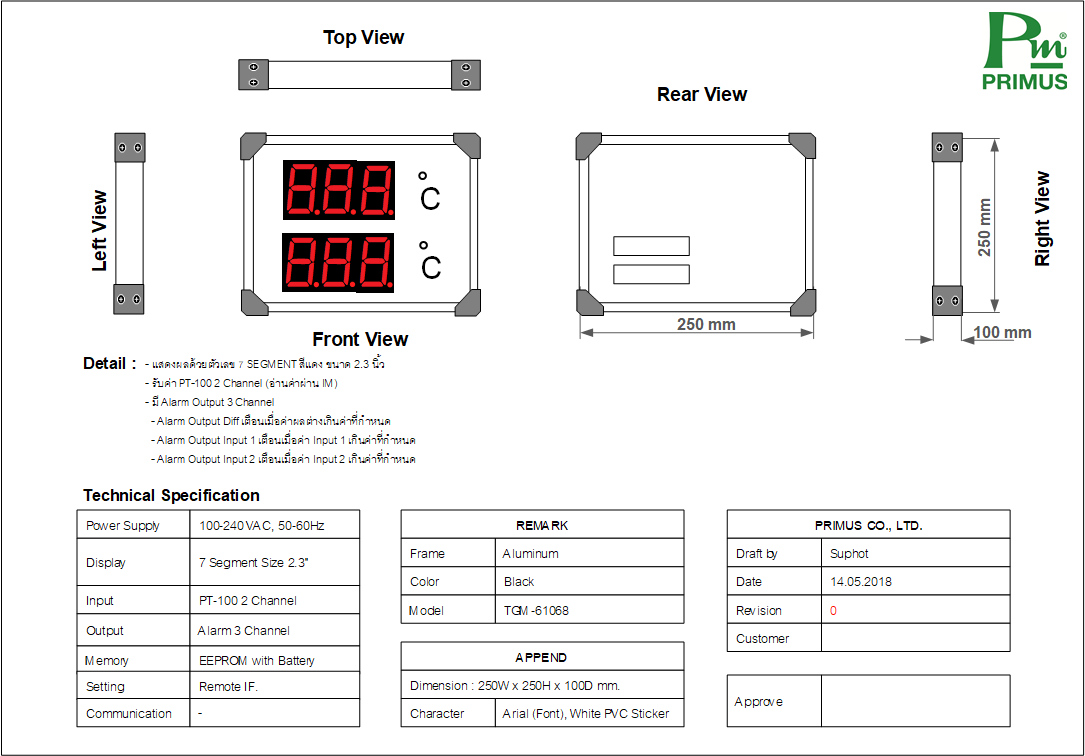 Top View
Pm®
PRIMUS
Rear View
Left View
8.8.8. °C
8.8.8. °C
250 mm
Right View
250 mm
100 mm
Front View
Detail : - แสดงผลด้วยตัวเลข 7 SEGMENT สีแดง ขนาด 2.3 นิ้ว
- รับค่า PT-100 2 Channel (อ่านค่าผ่าน IM)
- มี Alarm Output 3 Channel
- Alarm Output Diff เตือนเมื่อค่าผลต่างเกินค่าที่กำหนด
- Alarm Output Input 1 เตือนเมื่อค่า Input 1 เกินค่าที่กำหนด
- Alarm Output Input 2 เตือนเมื่อค่า Input 2 เกินค่าที่กำหนด
Technical Specification
Power Supply 100-240 VAC, 50-60Hz
Display 7 Segment Size 2.3"
Input PT-100 2 Channel
Output Alarm 3 Channel
Memory EEPROM with Battery
Setting Remote IF.
Communication -
REMARK
Frame Aluminum
Color Black
Model TGM-61068
APPEND
Dimension : 250W x 250H x 100D mm.
Character Arial (Font), White PVC Sticker
PRIMUS CO., LTD.
Draft by Suphot
Date 14.05.2018
Revision 0
Customer
Approve